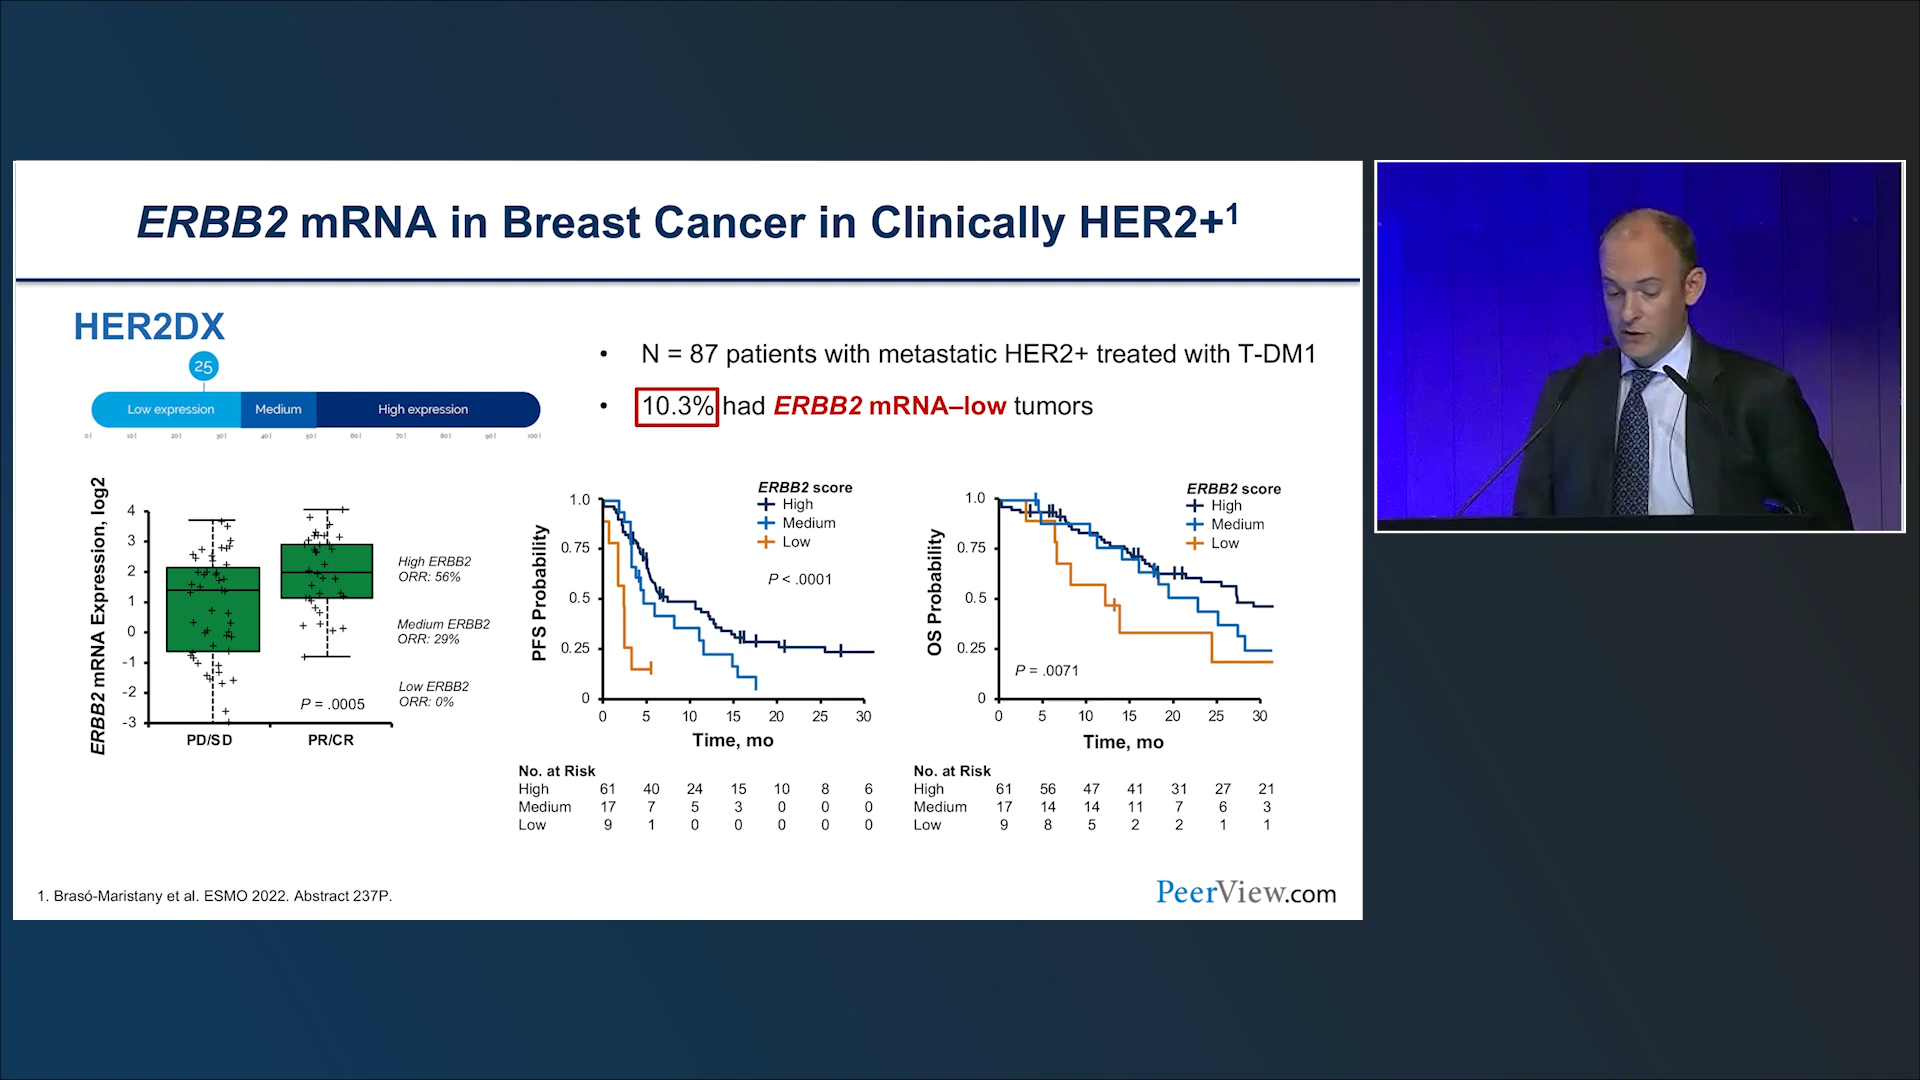 ERBB2 mRNA in Breast Cancer in Clinically HER2+1
HER2DX
25
Low expression Medium High expression
0 | 10 | 20 | 30 | 40 | 50 | 60 | 70 | 80 | 90 | 100 |
• N = 87 patients with metastatic HER2+ treated with T-DM1
• 10.3% had ERBB2 mRNA–low tumors
ERBB2 mRNA Expression, log2
4
3
2
1
0
-1
-2
-3
PD/SD PR/CR
P = .0005
High ERBB2
ORR: 56%
Medium ERBB2
ORR: 29%
Low ERBB2
ORR: 0%
PFS Probability
1.0
0.75
0.5
0.25
0
0 5 10 15 20 25 30
Time, mo
ERBB2 score
High
Medium
Low
P < .0001
No. at Risk
High 61 40 24 15 10 8 6
Medium 17 7 5 3 0 0 0
Low 9 1 0 0 0 0 0
OS Probability
1.0
0.75
0.5
0.25
0
0 5 10 15 20 25 30
Time, mo
ERBB2 score
High
Medium
Low
P = .0071
No. at Risk
High 61 56 47 41 31 27 21
Medium 17 14 14 11 7 6 3
Low 9 8 5 2 2 1 1
1. Brasó-Maristany et al. ESMO 2022. Abstract 237P.
PeerView.com